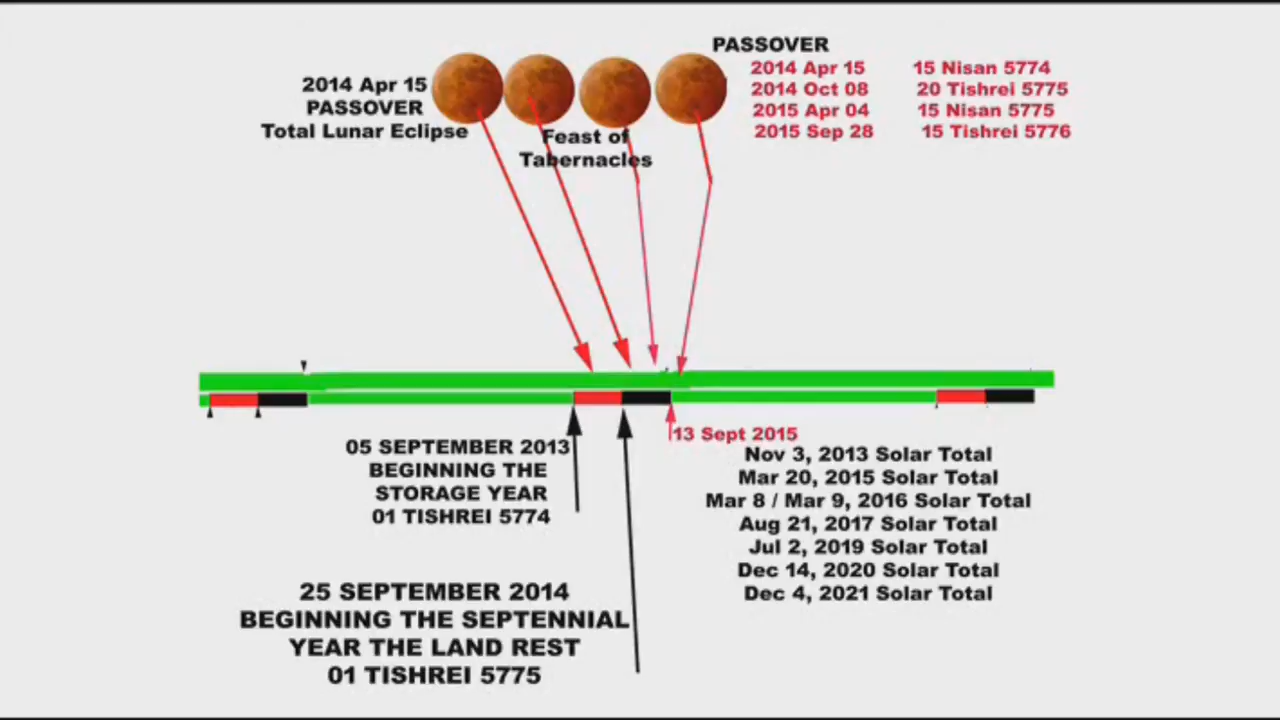 2014 Apr 15
PASSOVER
Total Lunar Eclipse
Feast of
Tabernacles
PASSOVER
2014 Apr 15 15 Nisan 5774
2014 Oct 08 20 Tishrei 5775
2015 Apr 04 15 Nisan 5775
2015 Sep 28 15 Tishrei 5776
05 SEPTEMBER 2013
BEGINNING THE
STORAGE YEAR
01 TISHREI 5774
25 SEPTEMBER 2014
BEGINNING THE SEPTENNIAL
YEAR THE LAND REST
01 TISHREI 5775
13 Sept 2015
Nov 3, 2013 Solar Total
Mar 20, 2015 Solar Total
Mar 8 / Mar 9, 2016 Solar Total
Aug 21, 2017 Solar Total
Jul 2, 2019 Solar Total
Dec 14, 2020 Solar Total
Dec 4, 2021 Solar Total